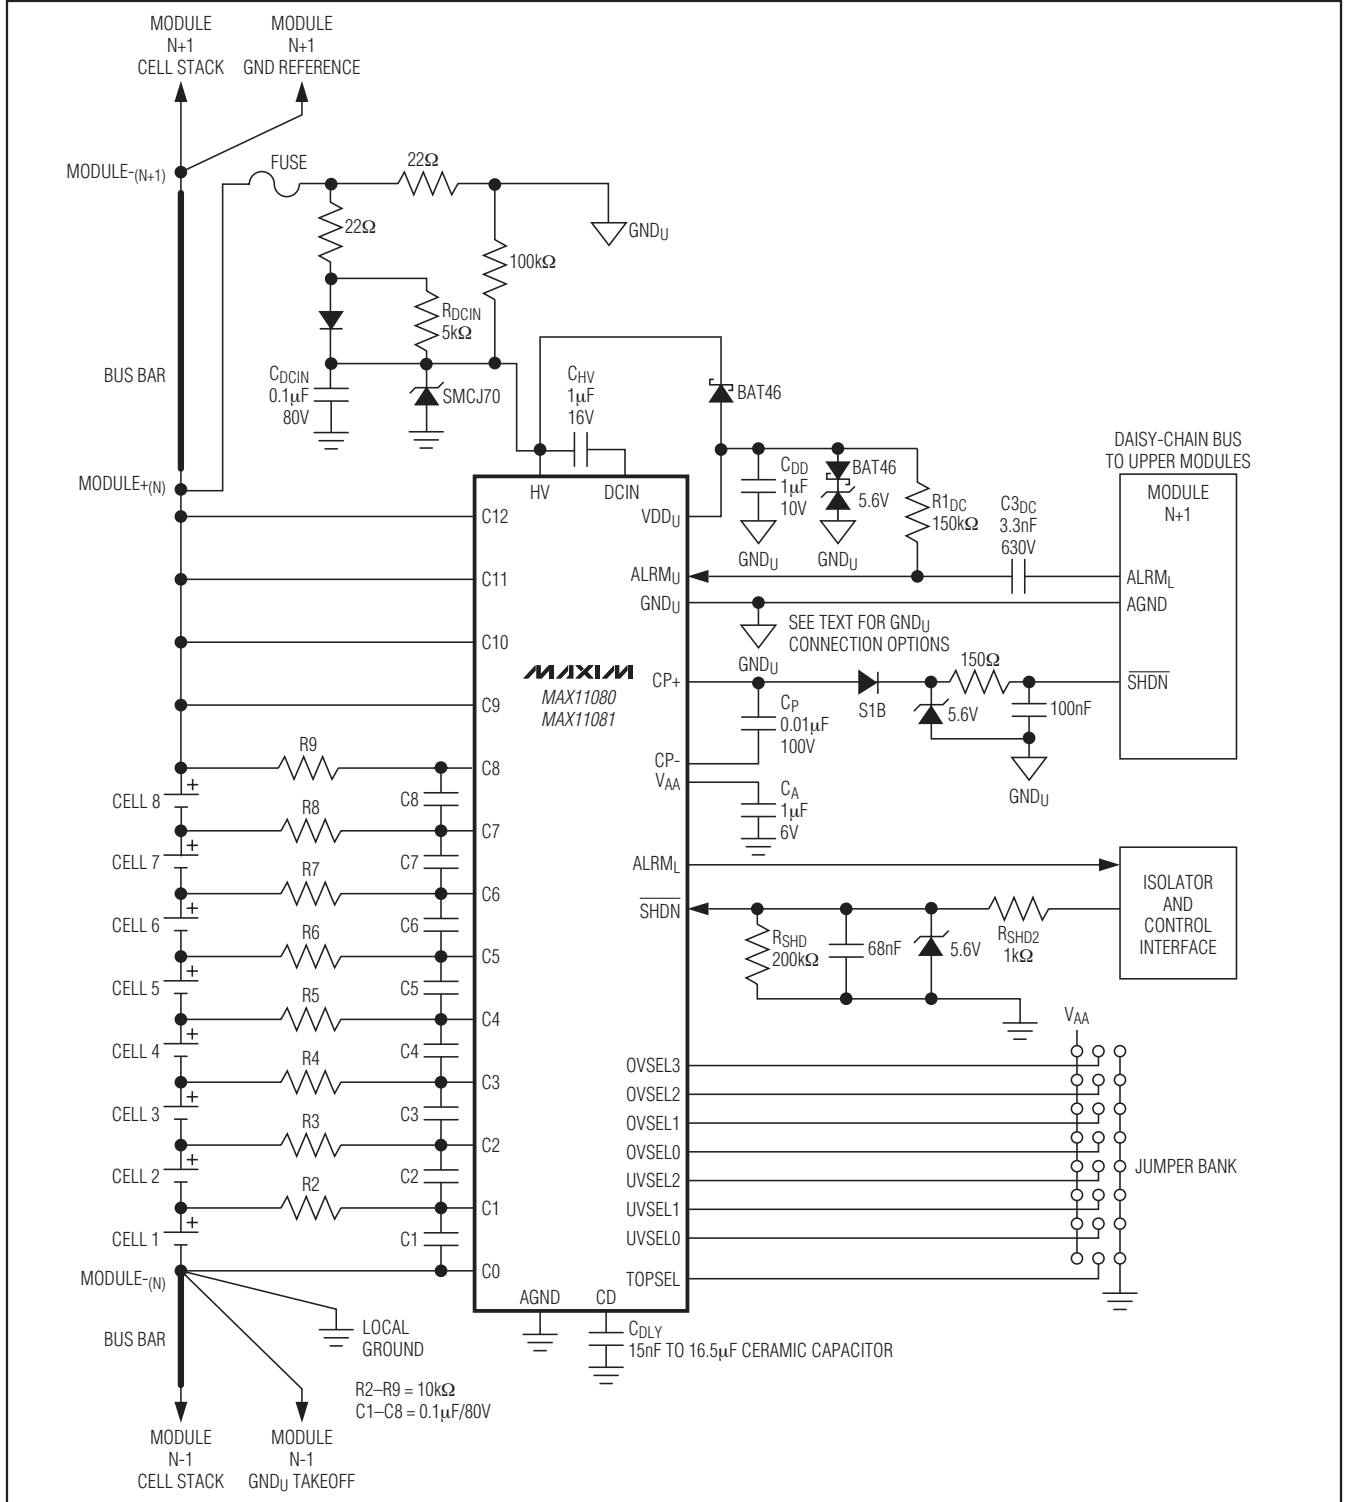 MODULE
N+1
CELL STACK
MODULE
N+1
GND REFERENCE
MODULE-(N+1)
FUSE
22Ω
22Ω
GNDU
100kΩ
RDCIN
5kΩ
BUS BAR
CDCIN
0.1µF
80V
SMCJ70
CHV
1µF
16V
BAT46
DAISY-CHAIN BUS
TO UPPER MODULES
MODULE+(N)
HV
DCIN
CDD
1µF
10V
BAT46
5.6V
R1DC
150kΩ
C3DC
3.3nF
630V
MODULE
N+1
C12
VDDU
GNDU
GNDU
C11
ALRMU
ALRML
GNDU
AGND
SEE TEXT FOR GNDU
CONNECTION OPTIONS
C10
GNDU
MAXIM
MAX11080
MAX11081
CP+
150Ω
SHDN
C9
S1B
5.6V
100nF
CP
0.01µF
100V
R9
C8
CP-
VAA
GNDU
CELL 8
+
C8
CA
1µF
6V
R8
C7
CELL 7
+
C7
ALRML
R7
C6
ISOLATOR
AND
CONTROL
INTERFACE
SHDN
CELL 6
+
C6
R6
C5
RSHD
200kΩ
68nF
5.6V
RSHD2
1kΩ
CELL 5
+
C5
R5
C4
VAA
CELL 4
+
C4
R4
C3
OVSEL3
OVSEL2
CELL 3
+
C3
R3
C2
OVSEL1
OVSEL0
CELL 2
+
C2
UVSEL2
JUMPER BANK
R2
C1
UVSEL1
CELL 1
+
C1
UVSEL0
MODULE-(N)
C0
TOPSEL
AGND
CD
BUS BAR
LOCAL
GROUND
CDLY
15nF TO 16.5µF CERAMIC CAPACITOR
R2–R9 = 10kΩ
C1–C8 = 0.1µF/80V
MODULE
N-1
CELL STACK
MODULE
N-1
GNDU TAKEOFF